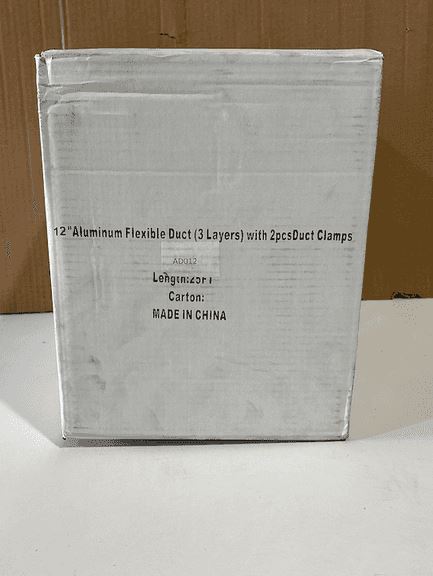 12"Aluminum Flexible Duct (3 Layers) with 2pcsDuct Clamps
AD012
Length:25FT
Carton:
MADE IN CHINA